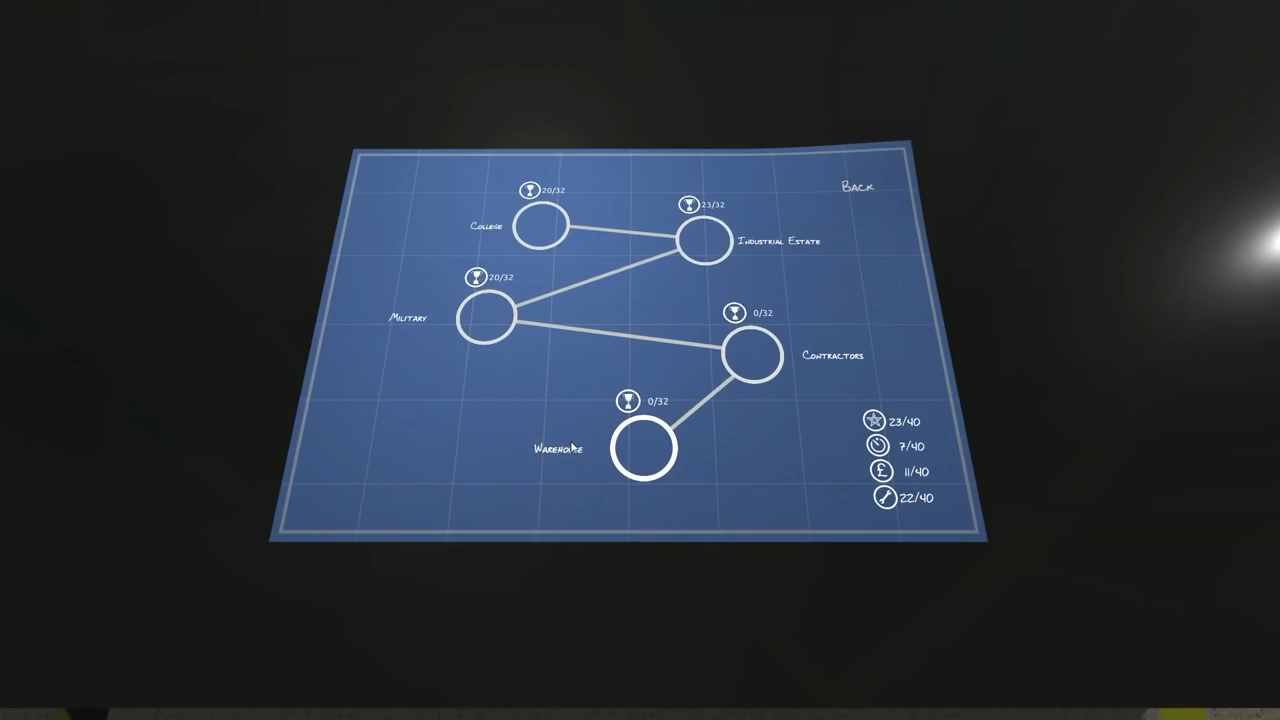 Back
20/32
23/32
College
Industrial Estate
20/32
Military
0/32
Contractors
0/32
Warehouse
23/40
7/40
£ 11/40
22/40